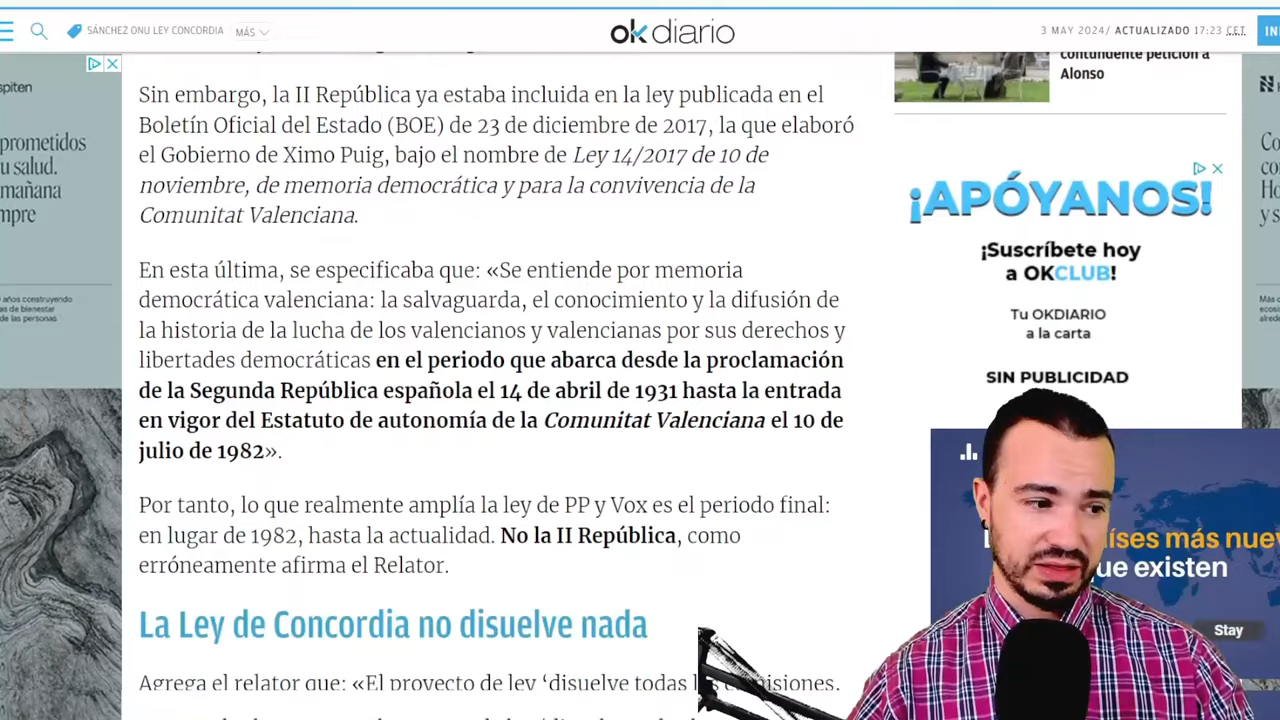 SÁNCHEZ ONU LEY CONCORDIA
MÁS
okdiario
3 MAY 2024/ ACTUALIZADO 17:23 CET
spiten
prometidos
u salud.
mañana
mpre
años construyendo
as de bienestar
de las personas
Sin embargo, la II República ya estaba incluida en la ley publicada en el
Boletín Oficial del Estado (BOE) de 23 de diciembre de 2017, la que elaboró
el Gobierno de Ximo Puig, bajo el nombre de Ley 14/2017 de 10 de
noviembre, de memoria democrática y para la convivencia de la
Comunitat Valenciana.
En esta última, se especificaba que: «Se entiende por memoria
democrática valenciana: la salvaguarda, el conocimiento y la difusión de
la historia de la lucha de los valencianos y valencianas por sus derechos y
libertades democráticas en el periodo que abarca desde la proclamación
de la Segunda República española el 14 de abril de 1931 hasta la entrada
en vigor del Estatuto de autonomía de la Comunitat Valenciana el 10 de
julio de 1982».
Por tanto, lo que realmente amplía la ley de PP y Vox es el periodo final:
en lugar de 1982, hasta la actualidad. No la II República, como
erróneamente afirma el Relator.
La Ley de Concordia no disuelve nada
Agrega el relator que: «El proyecto de ley ‘disuelve todas
contundente petición a
Alonso
¡APÓYANOS!
¡Suscríbete hoy
a OKCLUB!
Tu OKDIARIO
a la carta
SIN PUBLICIDAD
íses más nue
ue existen
Stay